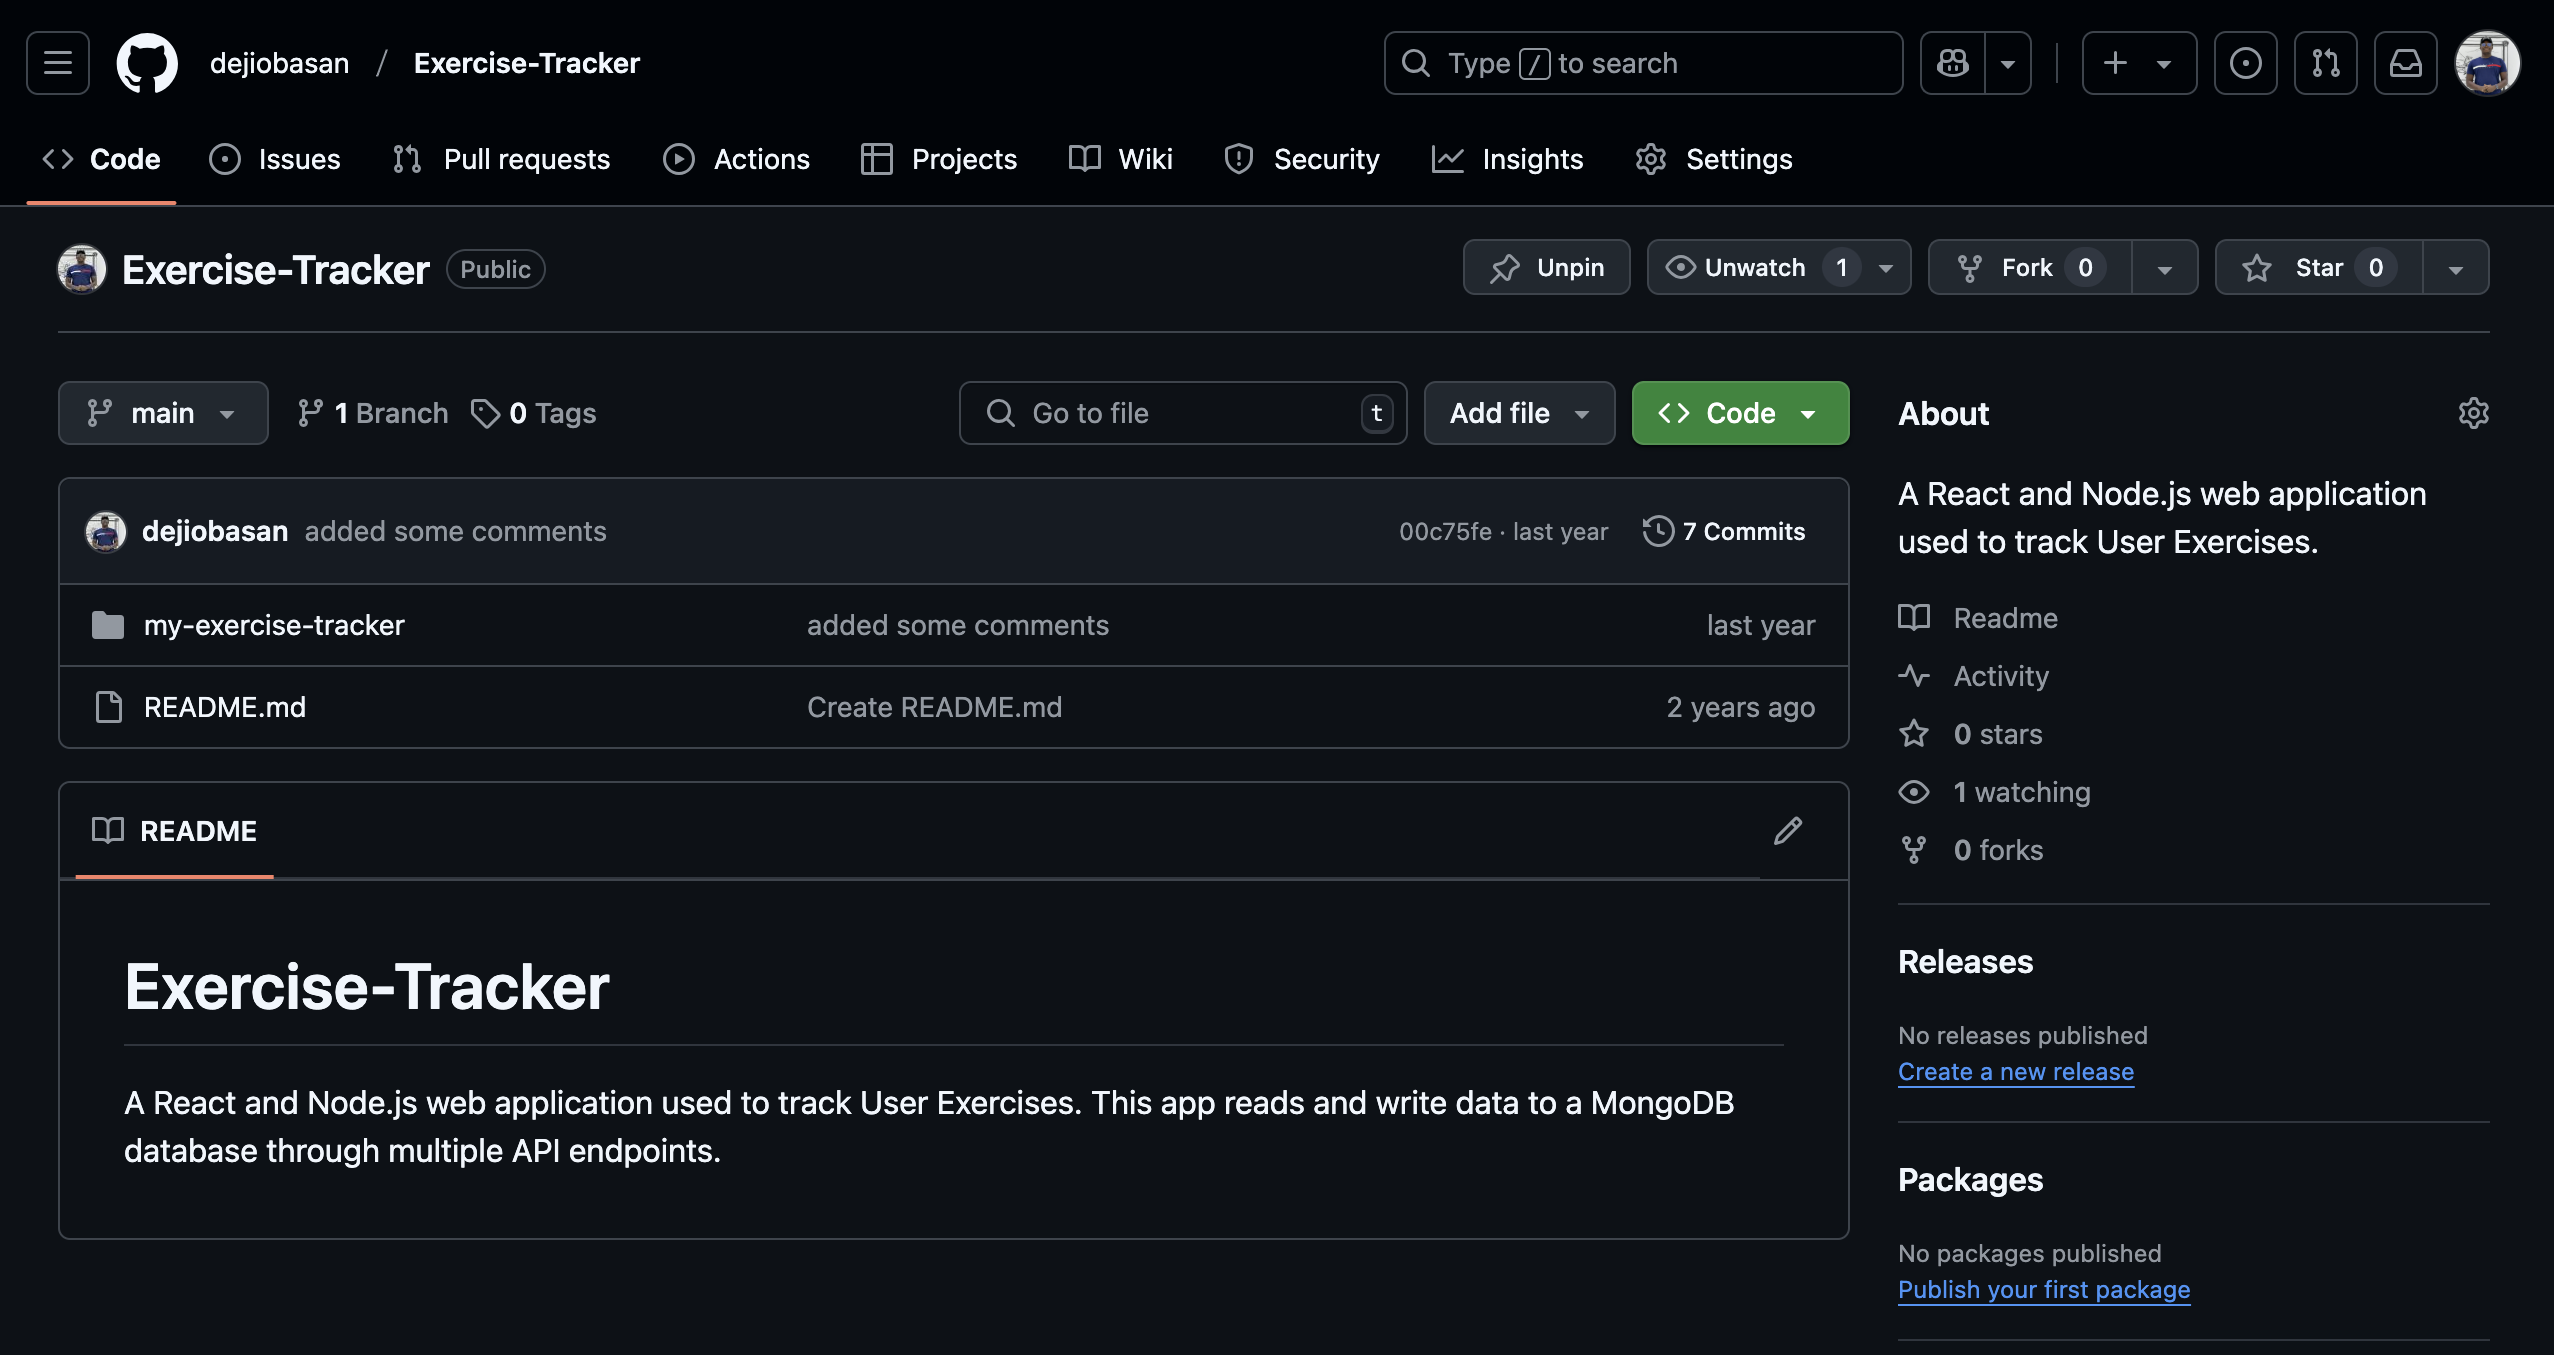 dejiobasan / Exercise-Tracker
Type / to search
Code Issues Pull requests Actions Projects Wiki Security Insights Settings
Exercise-Tracker Public
Unpin Unwatch 1 Fork 0 Star 0
main 1 Branch 0 Tags
Go to file t Add file Code
dejiobasan added some comments 00c75fe · last year 7 Commits
my-exercise-tracker added some comments last year
README.md Create README.md 2 years ago
README
Exercise-Tracker
A React and Node.js web application used to track User Exercises. This app reads and write data to a MongoDB
database through multiple API endpoints.
About
A React and Node.js web application
used to track User Exercises.
Readme
Activity
0 stars
1 watching
0 forks
Releases
No releases published
Create a new release
Packages
No packages published
Publish your first package